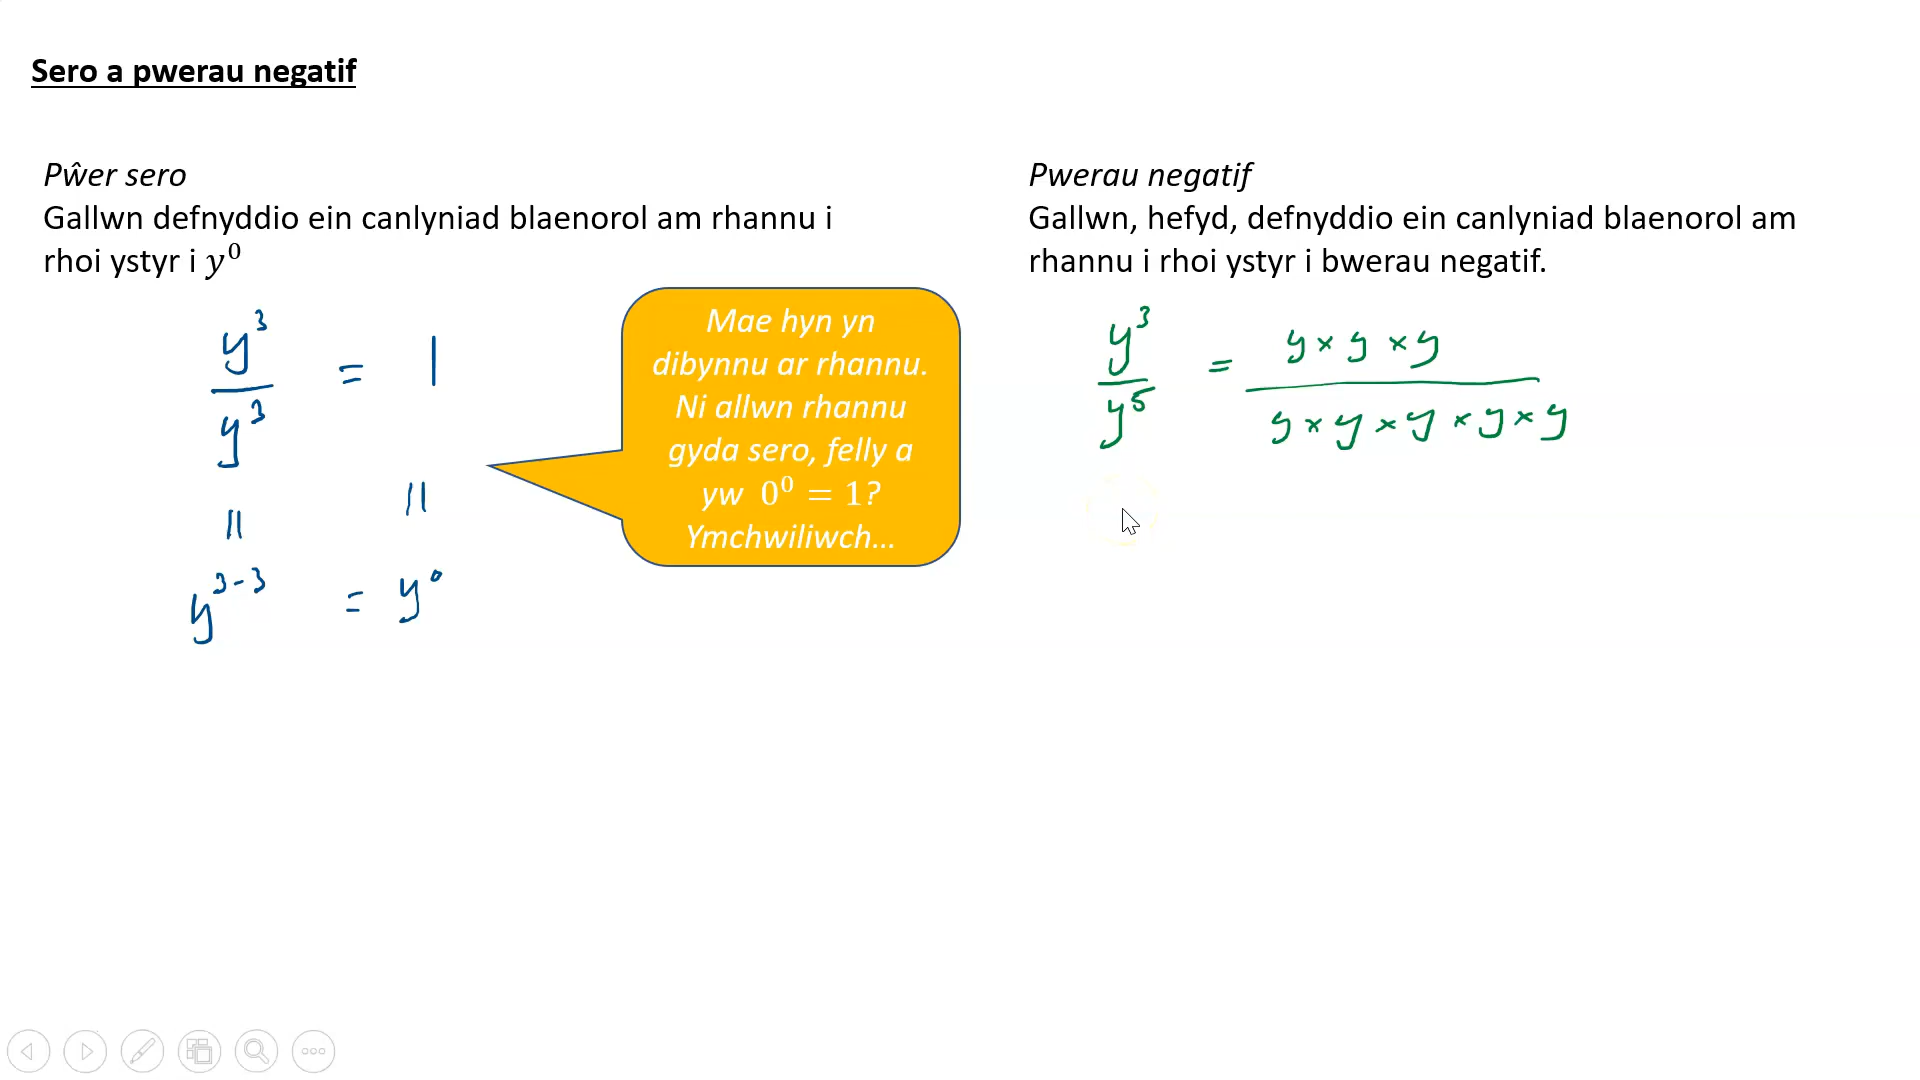 Sero a pwerau negatif
Pŵer sero
Gallwn defnyddio ein canlyniad blaenorol am rhannu i
rhoi ystyr i y⁰
y³
y³
= 1
॥ ॥
y³⁻³ = y⁰
Mae hyn yn
dibynnu ar rhannu.
Ni allwn rhannu
gyda sero, felly a
yw 0⁰ = 1?
Ymchwiliwch...
Pwerau negatif
Gallwn, hefyd, defnyddio ein canlyniad blaenorol am
rhannu i rhoi ystyr i bwerau negatif.
y³
y⁵
= y × y × y
y × y × y × y × y